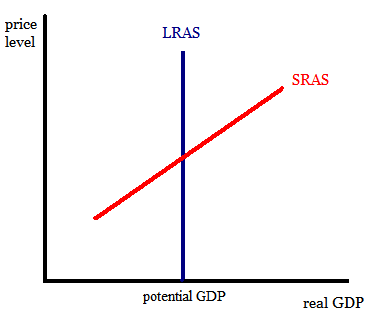 price
level
LRAS
SRAS
potential GDP
real GDP